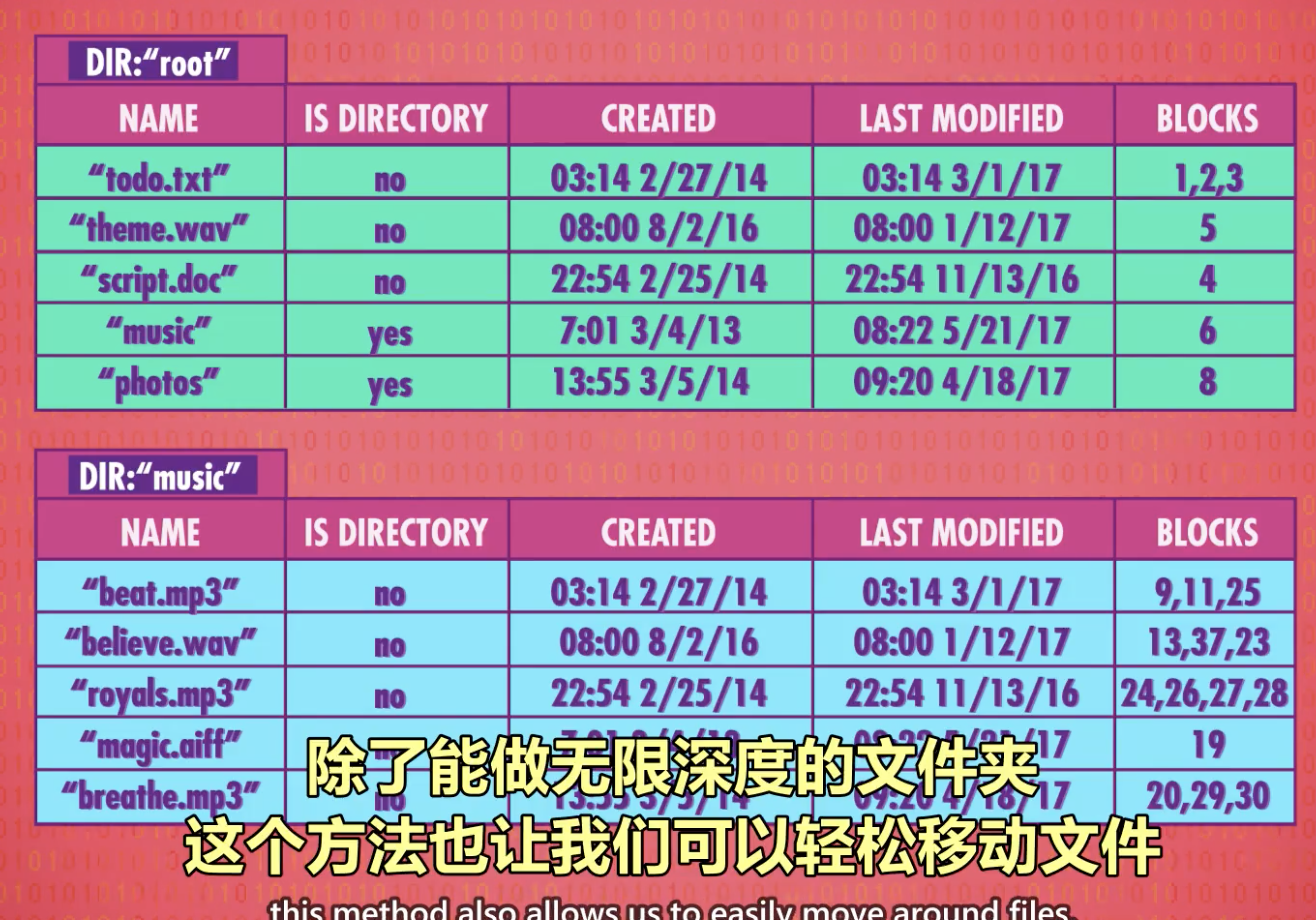 DIR:“root”
NAME IS DIRECTORY CREATED LAST MODIFIED BLOCKS
“todo.txt” no 03:14 2/27/14 03:14 3/1/17 1,2,3
“theme.wav” no 08:00 8/2/16 08:00 1/12/17 5
“script.doc” no 22:54 2/25/14 22:54 11/13/16 4
“music” yes 7:01 3/4/13 08:22 5/21/17 6
“photos” yes 13:55 3/5/14 09:20 4/18/17 8
DIR:“music”
NAME IS DIRECTORY CREATED LAST MODIFIED BLOCKS
“beat.mp3” no 03:14 2/27/14 03:14 3/1/17 9,11,25
“believe.wav” no 08:00 8/2/16 08:00 1/12/17 13,37,23
“royals.mp3” no 22:54 2/25/14 22:54 11/13/16 24,26,27,28
“magic.aiff” 19
“breathe.mp3” no 13:55 3/5/14 09:20 4/18/17 20,29,30
除了能做无限深度的文件夹
这个方法也让我们可以轻松移动文件
this method also allows us to easily move around files